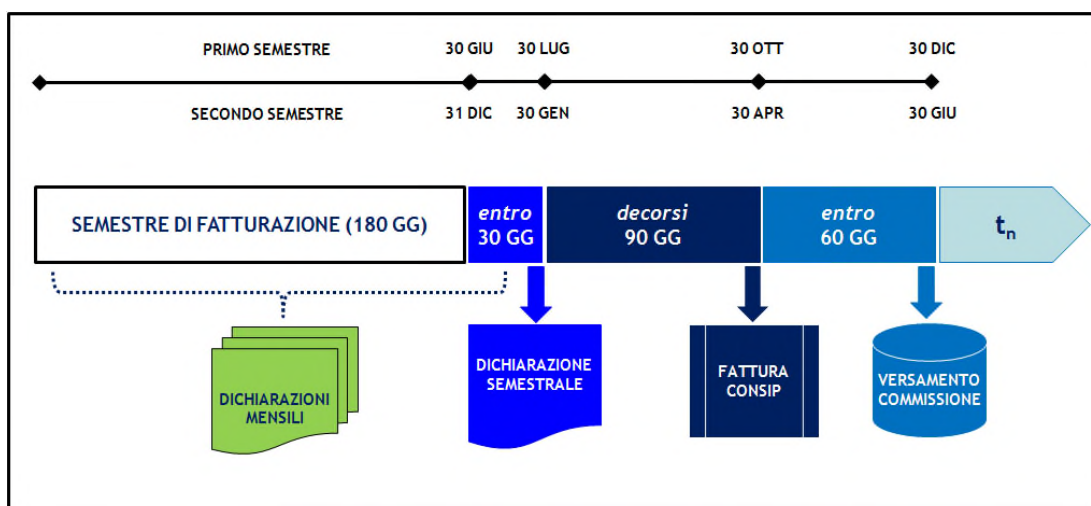 PRIMO SEMESTRE 30 GIU 30 LUG 30 OTT 30 DIC
SECONDO SEMESTRE 31 DIC 30 GEN 30 APR 30 GIU
SEMESTRE DI FATTURAZIONE (180 GG)
entro
30 GG
decorsi
90 GG
entro
60 GG
tn
DICHIARAZIONI
MENSILI
DICHIARAZIONE
SEMESTRALE
FATTURA
CONSIP
VERSAMENTO
COMMISSIONE